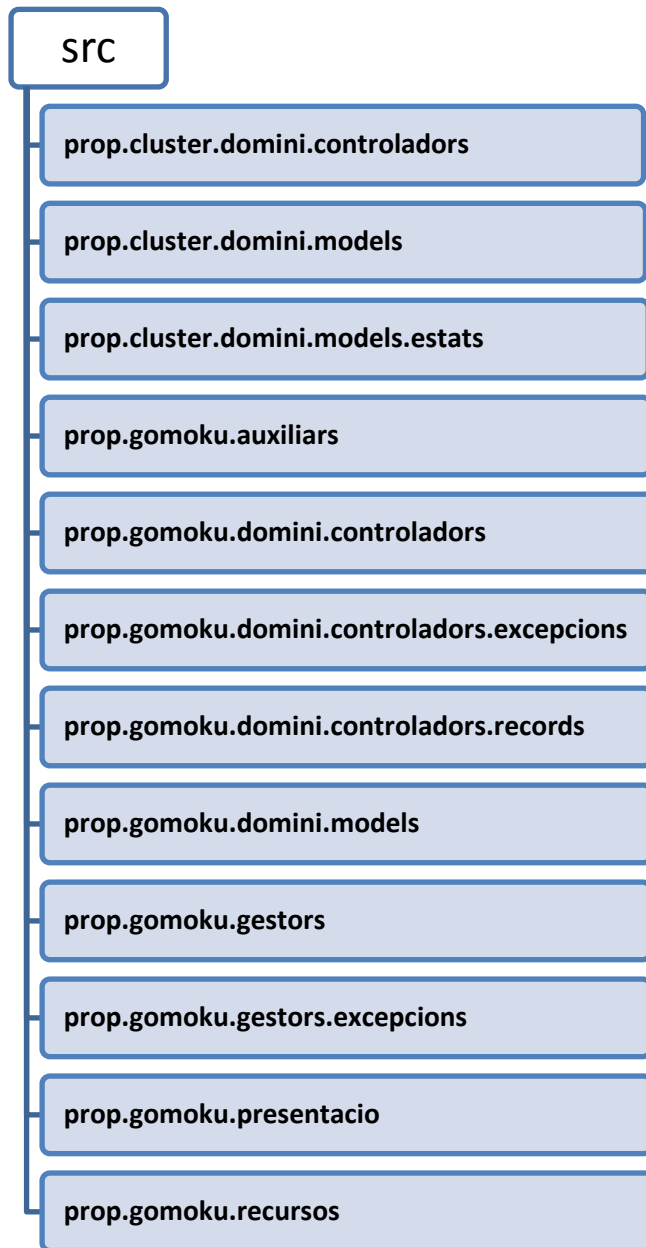 src
prop.cluster.domini.controladors
prop.cluster.domini.models
prop.cluster.domini.models.estats
prop.gomoku.auxiliars
prop.gomoku.domini.controladors
prop.gomoku.domini.controladors.excepcions
prop.gomoku.domini.controladors.records
prop.gomoku.domini.models
prop.gomoku.gestors
prop.gomoku.gestors.excepcions
prop.gomoku.presentacio
prop.gomoku.recursos